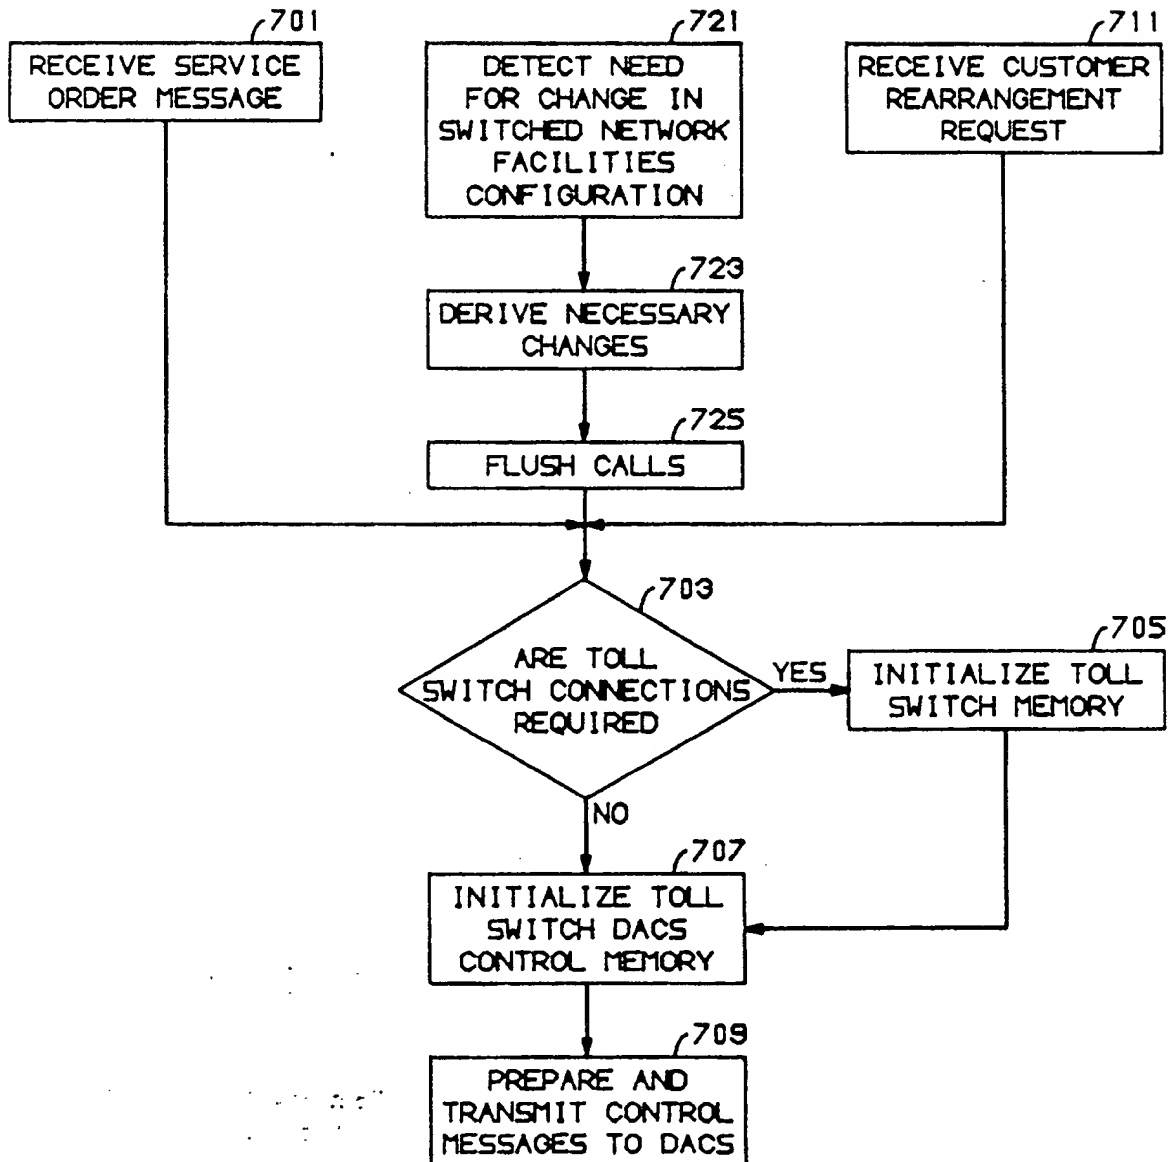 701
RECEIVE SERVICE
ORDER MESSAGE
721
DETECT NEED
FOR CHANGE IN
SWITCHED NETWORK
FACILITIES
CONFIGURATION
711
RECEIVE CUSTOMER
REARRANGEMENT
REQUEST
723
DERIVE NECESSARY
CHANGES
725
FLUSH CALLS
703
ARE TOLL
SWITCH CONNECTIONS
REQUIRED
YES
705
INITIALIZE TOLL
SWITCH MEMORY
NO
707
INITIALIZE TOLL
SWITCH DACS
CONTROL MEMORY
709
PREPARE AND
TRANSMIT CONTROL
MESSAGES TO DACS